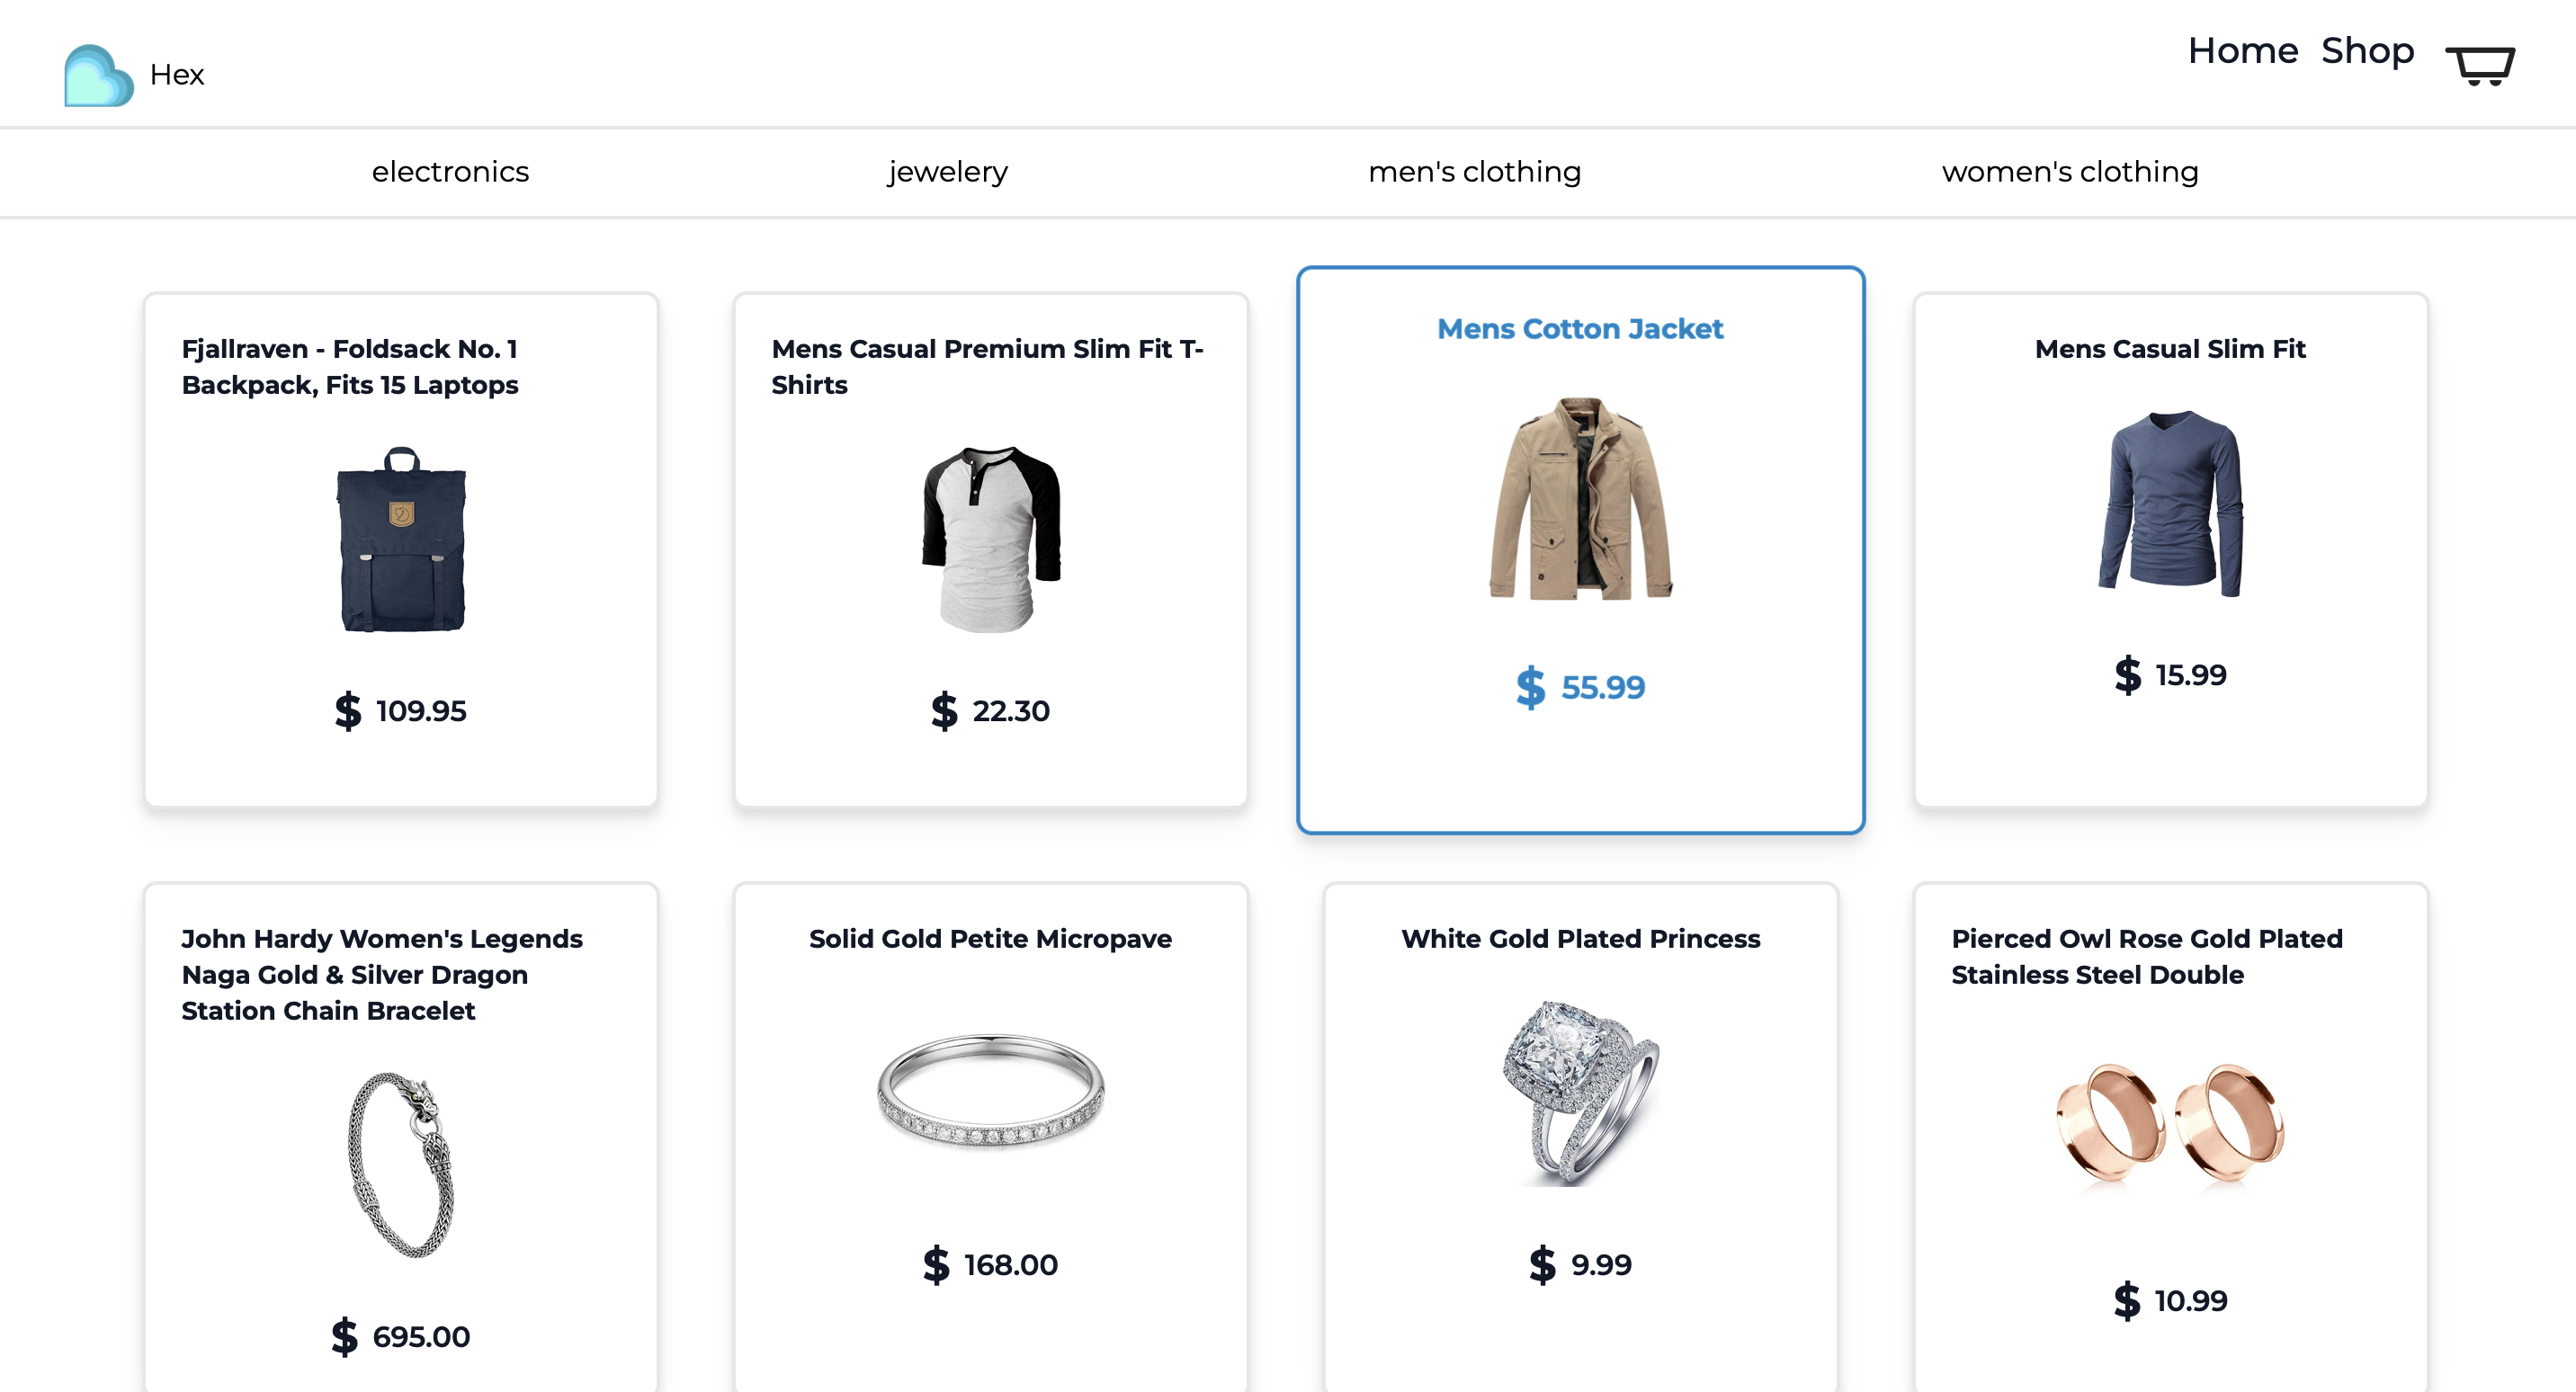 Hex
Home Shop
electronics
jewelery
men's clothing
women's clothing
Fjallraven - Foldsack No. 1
Backpack, Fits 15 Laptops
$ 109.95
Mens Casual Premium Slim Fit T-
Shirts
$ 22.30
Mens Cotton Jacket
$ 55.99
Mens Casual Slim Fit
$ 15.99
John Hardy Women's Legends
Naga Gold & Silver Dragon
Station Chain Bracelet
$ 695.00
Solid Gold Petite Micropave
$ 168.00
White Gold Plated Princess
$ 9.99
Pierced Owl Rose Gold Plated
Stainless Steel Double
$ 10.99